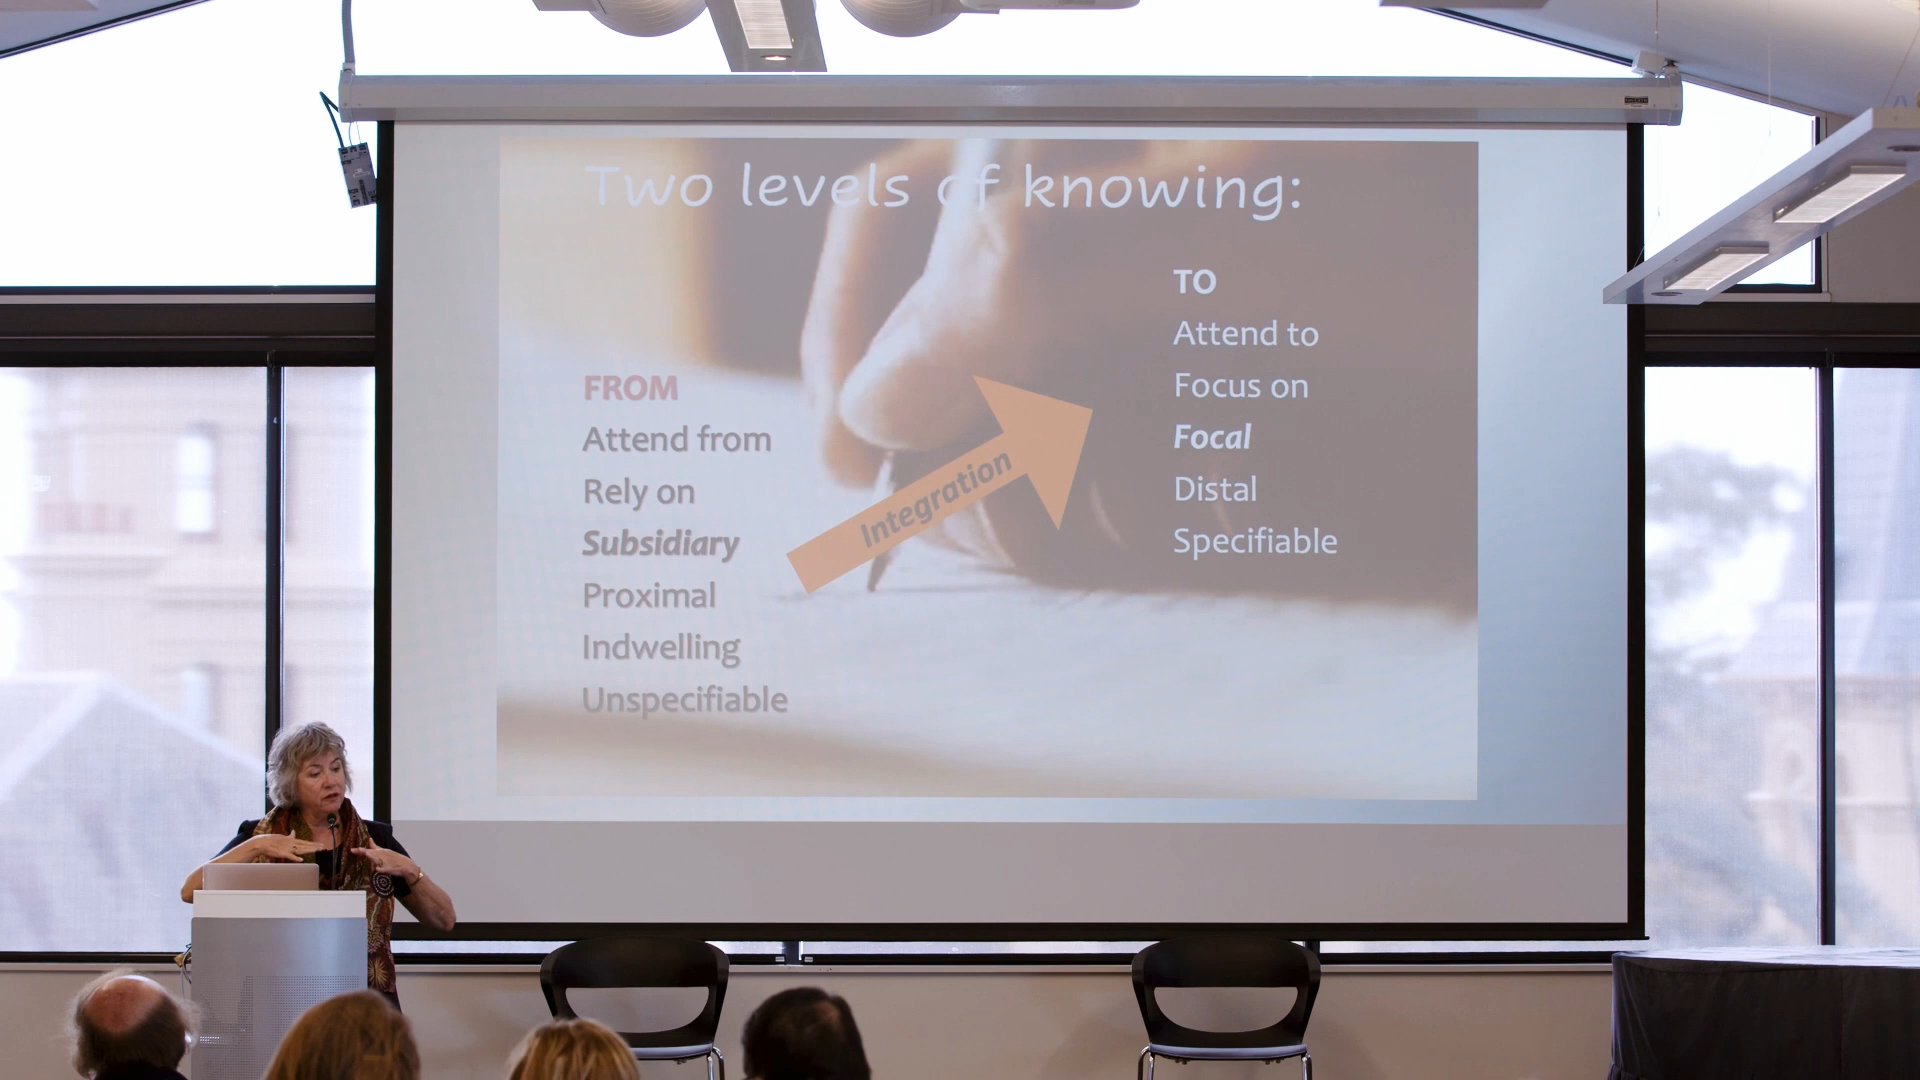 Two levels of knowing:
FROM
Attend from
Rely on
Subsidiary
Proximal
Indwelling
Unspecifiable
Integration
TO
Attend to
Focus on
Focal
Distal
Specifiable